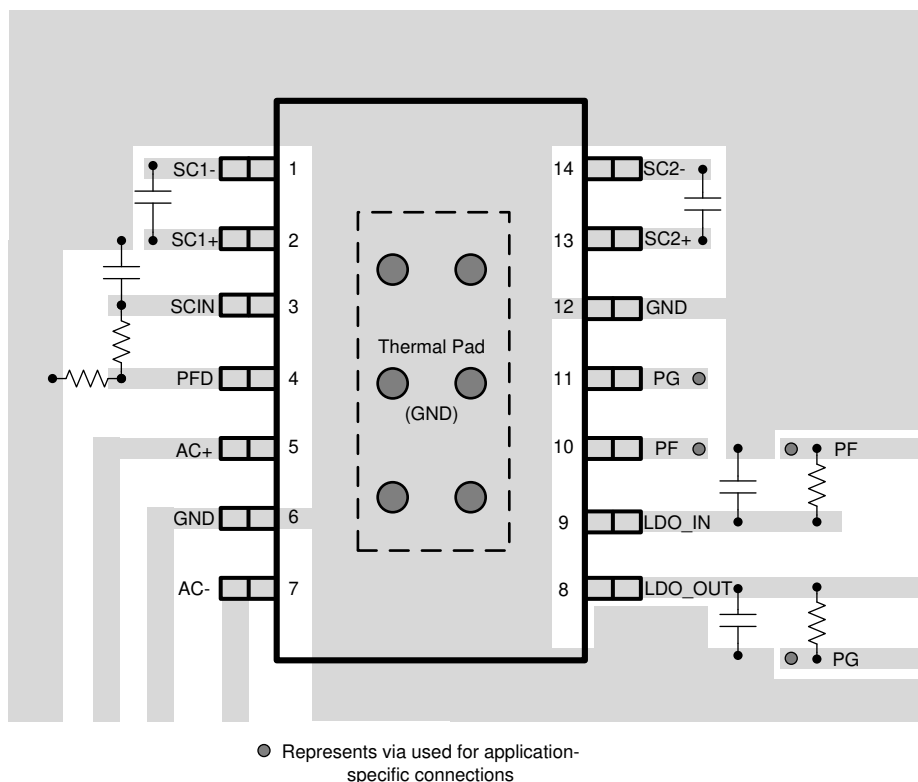 SC1- 1 14 SC2-
SC1+ 2 13 SC2+
SCIN 3 12 GND
Thermal Pad
PFD 4 11 PG
(GND)
AC+ 5 10 PF PF
GND 6 9 LDO_IN
AC- 7 8 LDO_OUT
PG
Represents via used for application-
specific connections